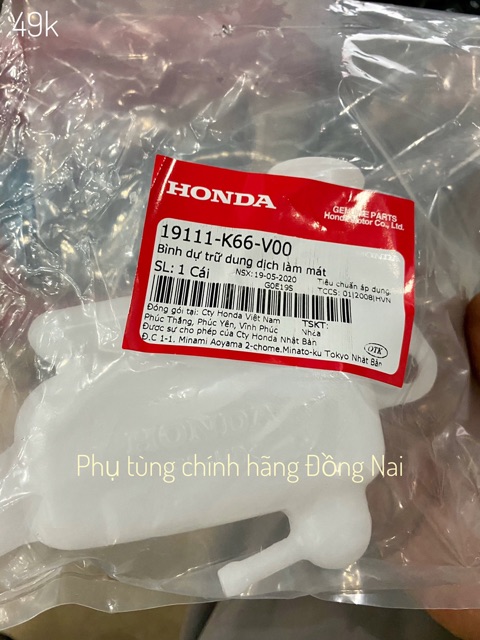 49k
HONDA
GENUINE PARTS
Honda Motor Co., Ltd.
19111-K66-V00
Bình dự trữ dung dịch làm mát
SL: 1 Cái
NSX:19-05-2020
G0E19S
Tiêu chuẩn áp dụng
TCCS: 01|2008|HVN
Đóng gói tại: Cty Honda Việt Nam
Phúc Thắng, Phúc Yên, Vĩnh Phúc
TSKT:
Nhựa
Được sự cho phép của Cty Honda Nhật Bản
Đ.C 1-1. Minami Aoyama 2-chome,Minato-ku Tokyo Nhật Bản
OTK
Phụ tùng chính hãng Đồng Nai